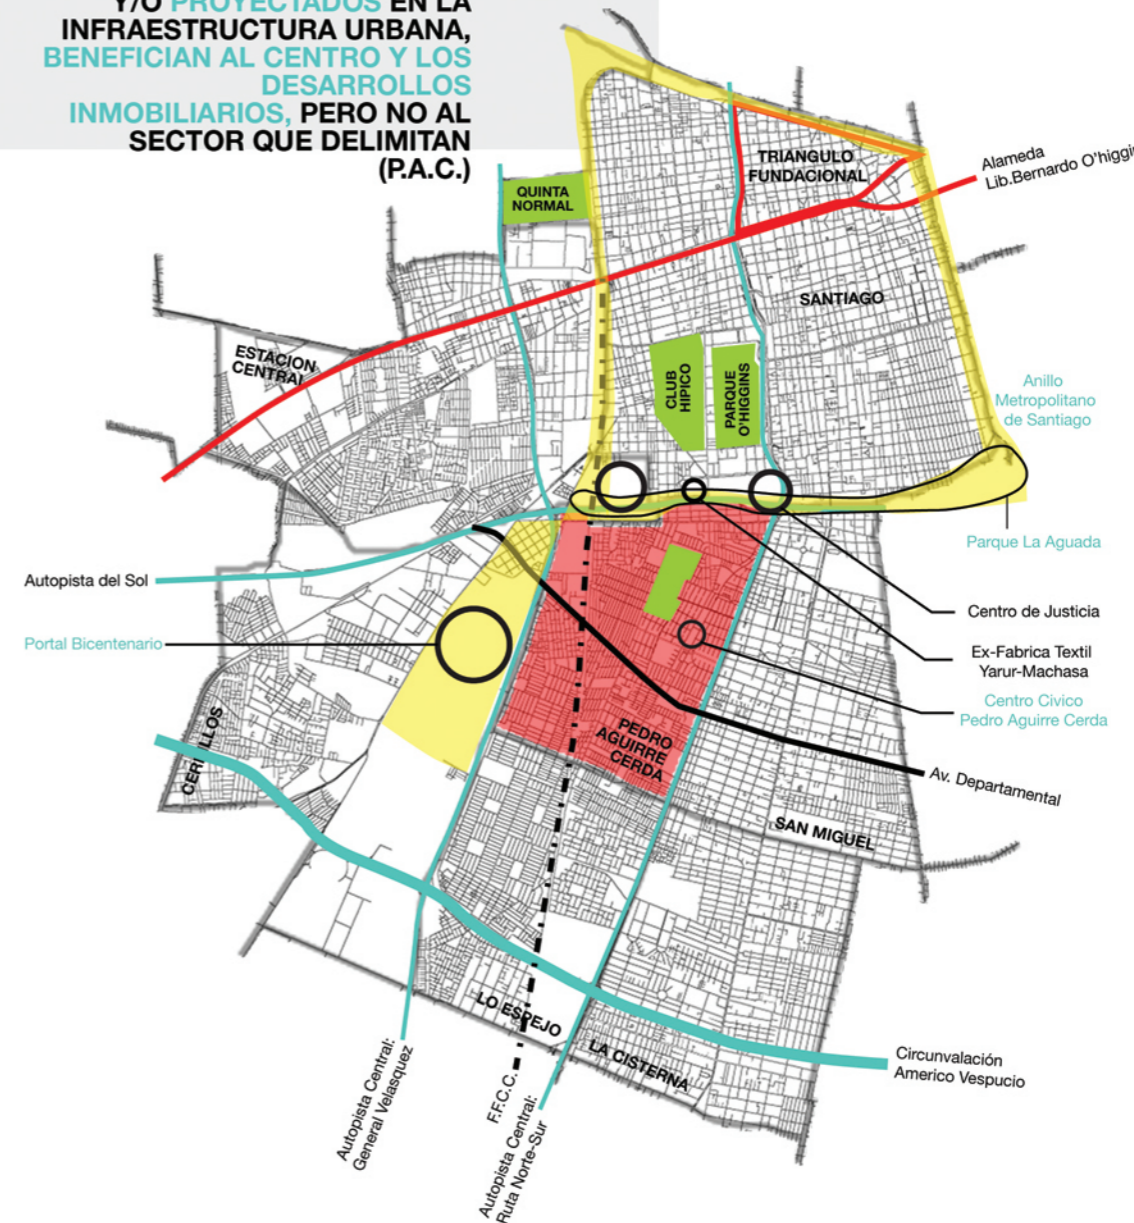 Y/O PROYECTADOS EN LA
INFRAESTRUCTURA URBANA,
BENEFICIAN AL CENTRO Y LOS
DESARROLLOS
INMOBILIARIOS, PERO NO AL
SECTOR QUE DELIMITAN
(P.A.C.)
TRIANGULO
FUNDACIONAL
Alameda
Lib.Bernardo O'higgi
QUINTA
NORMAL
SANTIAGO
ESTACION
CENTRAL
CLUB
HIPICO
PARQUE
O'HIGGINS
Anillo
Metropolitano
de Santiago
Parque La Aguada
Autopista del Sol
Centro de Justicia
Portal Bicentenario
Ex-Fabrica Textil
Yarur-Machasa
Centro Civico
Pedro Aguirre Cerda
CERRILLOS
PEDRO
AGUIRRE
CERDA
Av. Departamental
SAN MIGUEL
LO ESPEJO
LA CISTERNA
Circunvalación
Americo Vespucio
Autopista Central:
General Velasquez
F.F.C.C.
Autopista Central:
Ruta Norte-Sur